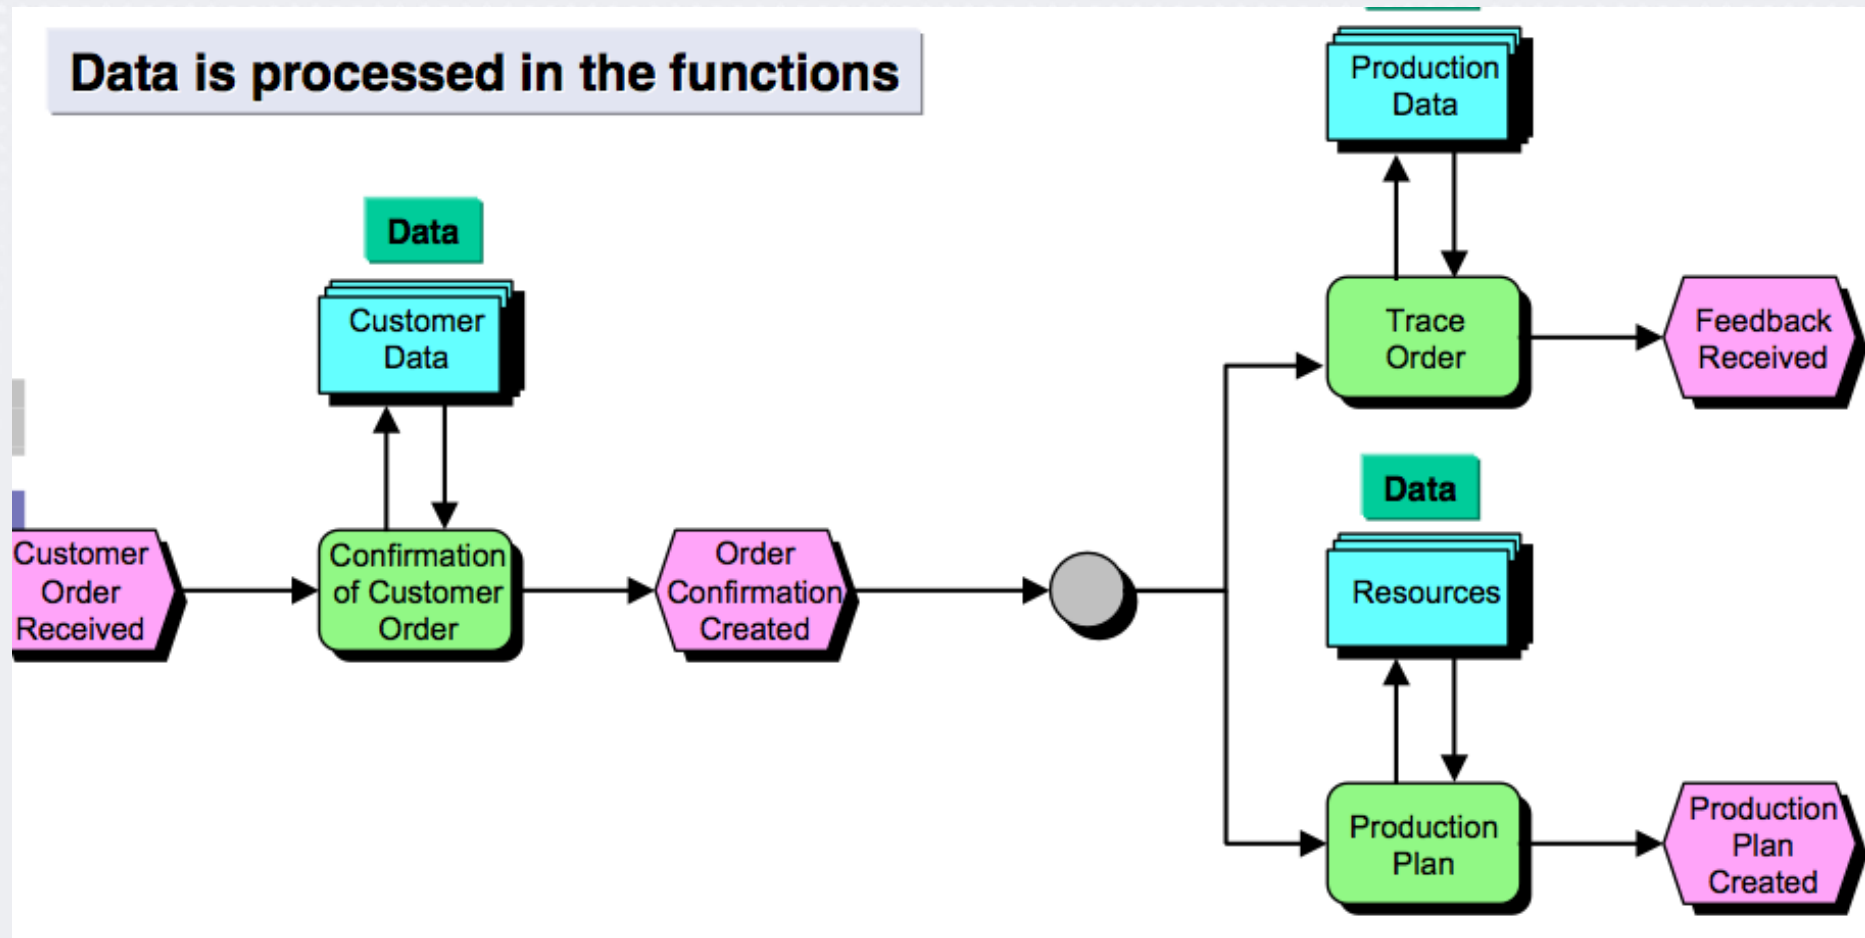 Data is processed in the functions
Production
Data
Data
Customer
Data
Trace
Order
Feedback
Received
Data
Resources
Customer
Order
Received
Confirmation
of Customer
Order
Order
Confirmation
Created
Production
Plan
Production
Plan
Created